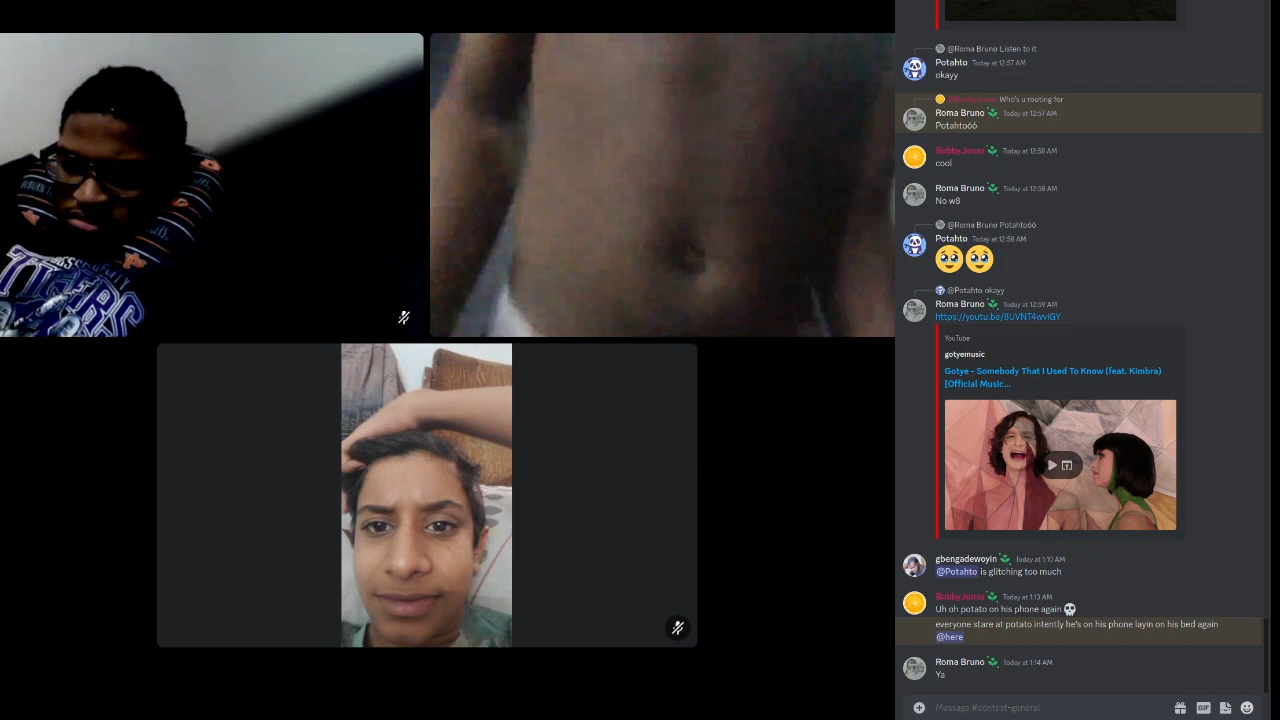 @Roma Bruno Listen to it
Potahto Today at 12:57 AM
okayy
@BobbyJonas Who's u rooting for
Roma Bruno Today at 12:57 AM
Potahto66
BobbyJonas Today at 12:58 AM
cool
Roma Bruno Today at 12:58 AM
No w8
@Roma Bruno Potahto66
Potahto Today at 12:58 AM
@Potahto okayy
Roma Bruno Today at 12:59 AM
https://youtu.be/8UVNT4wvIGY
YouTube
gotyemusic
Gotye - Somebody That I Used To Know (feat. Kimbra)
[Official Music...
gbengadewoyin Today at 1:10 AM
@Potahto is glitching too much
BobbyJonas Today at 1:13 AM
Uh oh potato on his phone again
everyone stare at potato intently he's on his phone layin on his bed again
@here
Roma Bruno Today at 1:14 AM
Ya
Message #contest-general
GIF
TIGERS